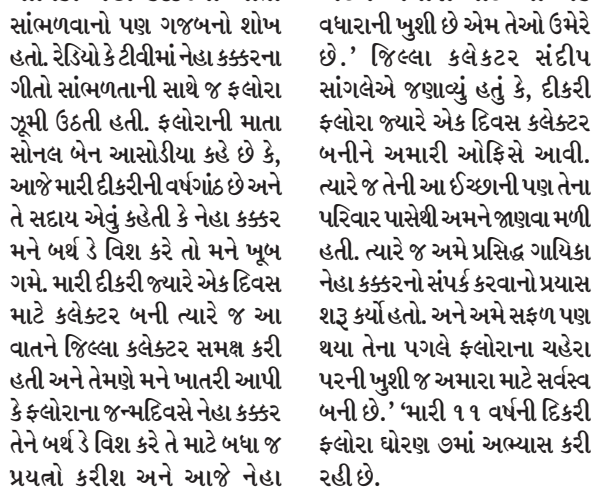 સાંભળવાનો પણ ગજબનો શોખ
હતો. રેડિયો કે ટીવીમાં નેહા કક્કરના
ગીતો સાંભળતાની સાથે જ ફલોરા
ઝૂમી ઉઠતી હતી. ફલોરાની માતા
સોનલ બેન આસોડીયા કહે છે કે,
આજે મારી દીકરીની વર્ષગાંઠ છે અને
તે સદાય એવું કહેતી કે નેહા કક્કર
મને બર્થ ડે વિશ કરે તો મને ખૂબ
ગમે. મારી દીકરી જ્યારે એક દિવસ
માટે કલેક્ટર બની ત્યારે જ આ
વાતને જિલ્લા કલેક્ટર સમક્ષ કરી
હતી અને તેમણે મને ખાતરી આપી
કે ફ્લોરાના જન્મદિવસે નેહા કક્કર
તેને બર્થ ડે વિશ કરે તે માટે બધા જ
પ્રયત્નો કરીશ અને આજે નેહા
વધારાની ખુશી છે એમ તેઓ ઉમેરે
છે.’ જિલ્લા કલેકટર સંદીપ
સાંગલેએ જણાવ્યું હતું કે, દીકરી
ફ્લોરા જ્યારે એક દિવસ કલેક્ટર
બનીને અમારી ઓફિસે આવી.
ત્યારે જ તેની આ ઈચ્છાની પણ તેના
પરિવાર પાસેથી અમને જાણવા મળી
હતી. ત્યારે જ અમે પ્રસિદ્ધ ગાયિકા
નેહા કક્કરનો સંપર્ક કરવાનો પ્રયાસ
શરૂ કર્યો હતો. અને અમે સફળ પણ
થયા તેના પગલે ફ્લોરાના ચહેરા
પરની ખુશી જ અમારા માટે સર્વસ્વ
બની છે.’ ‘મારી ૧૧ વર્ષની દિકરી
ફ્લોરા ધોરણ ૭માં અભ્યાસ કરી
રહી છે.